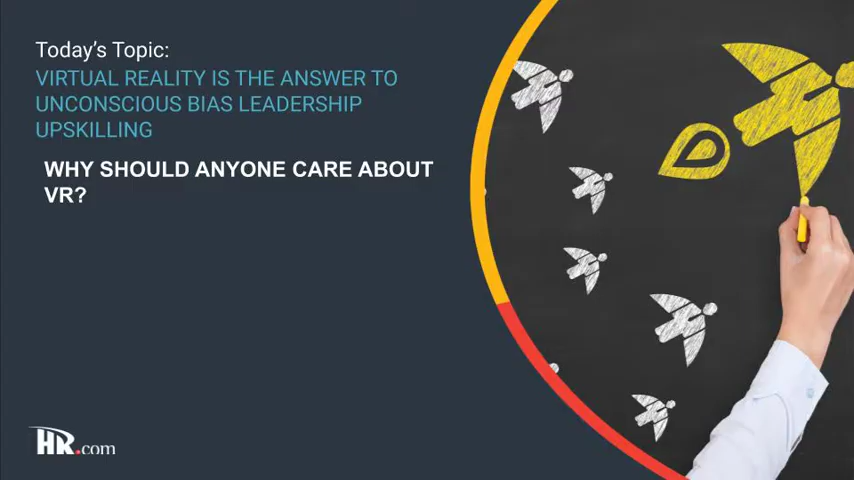 Today's Topic:
VIRTUAL REALITY IS THE ANSWER TO
UNCONSCIOUS BIAS LEADERSHIP
UPSKILLING
WHY SHOULD ANYONE CARE ABOUT
VR?
HR.com